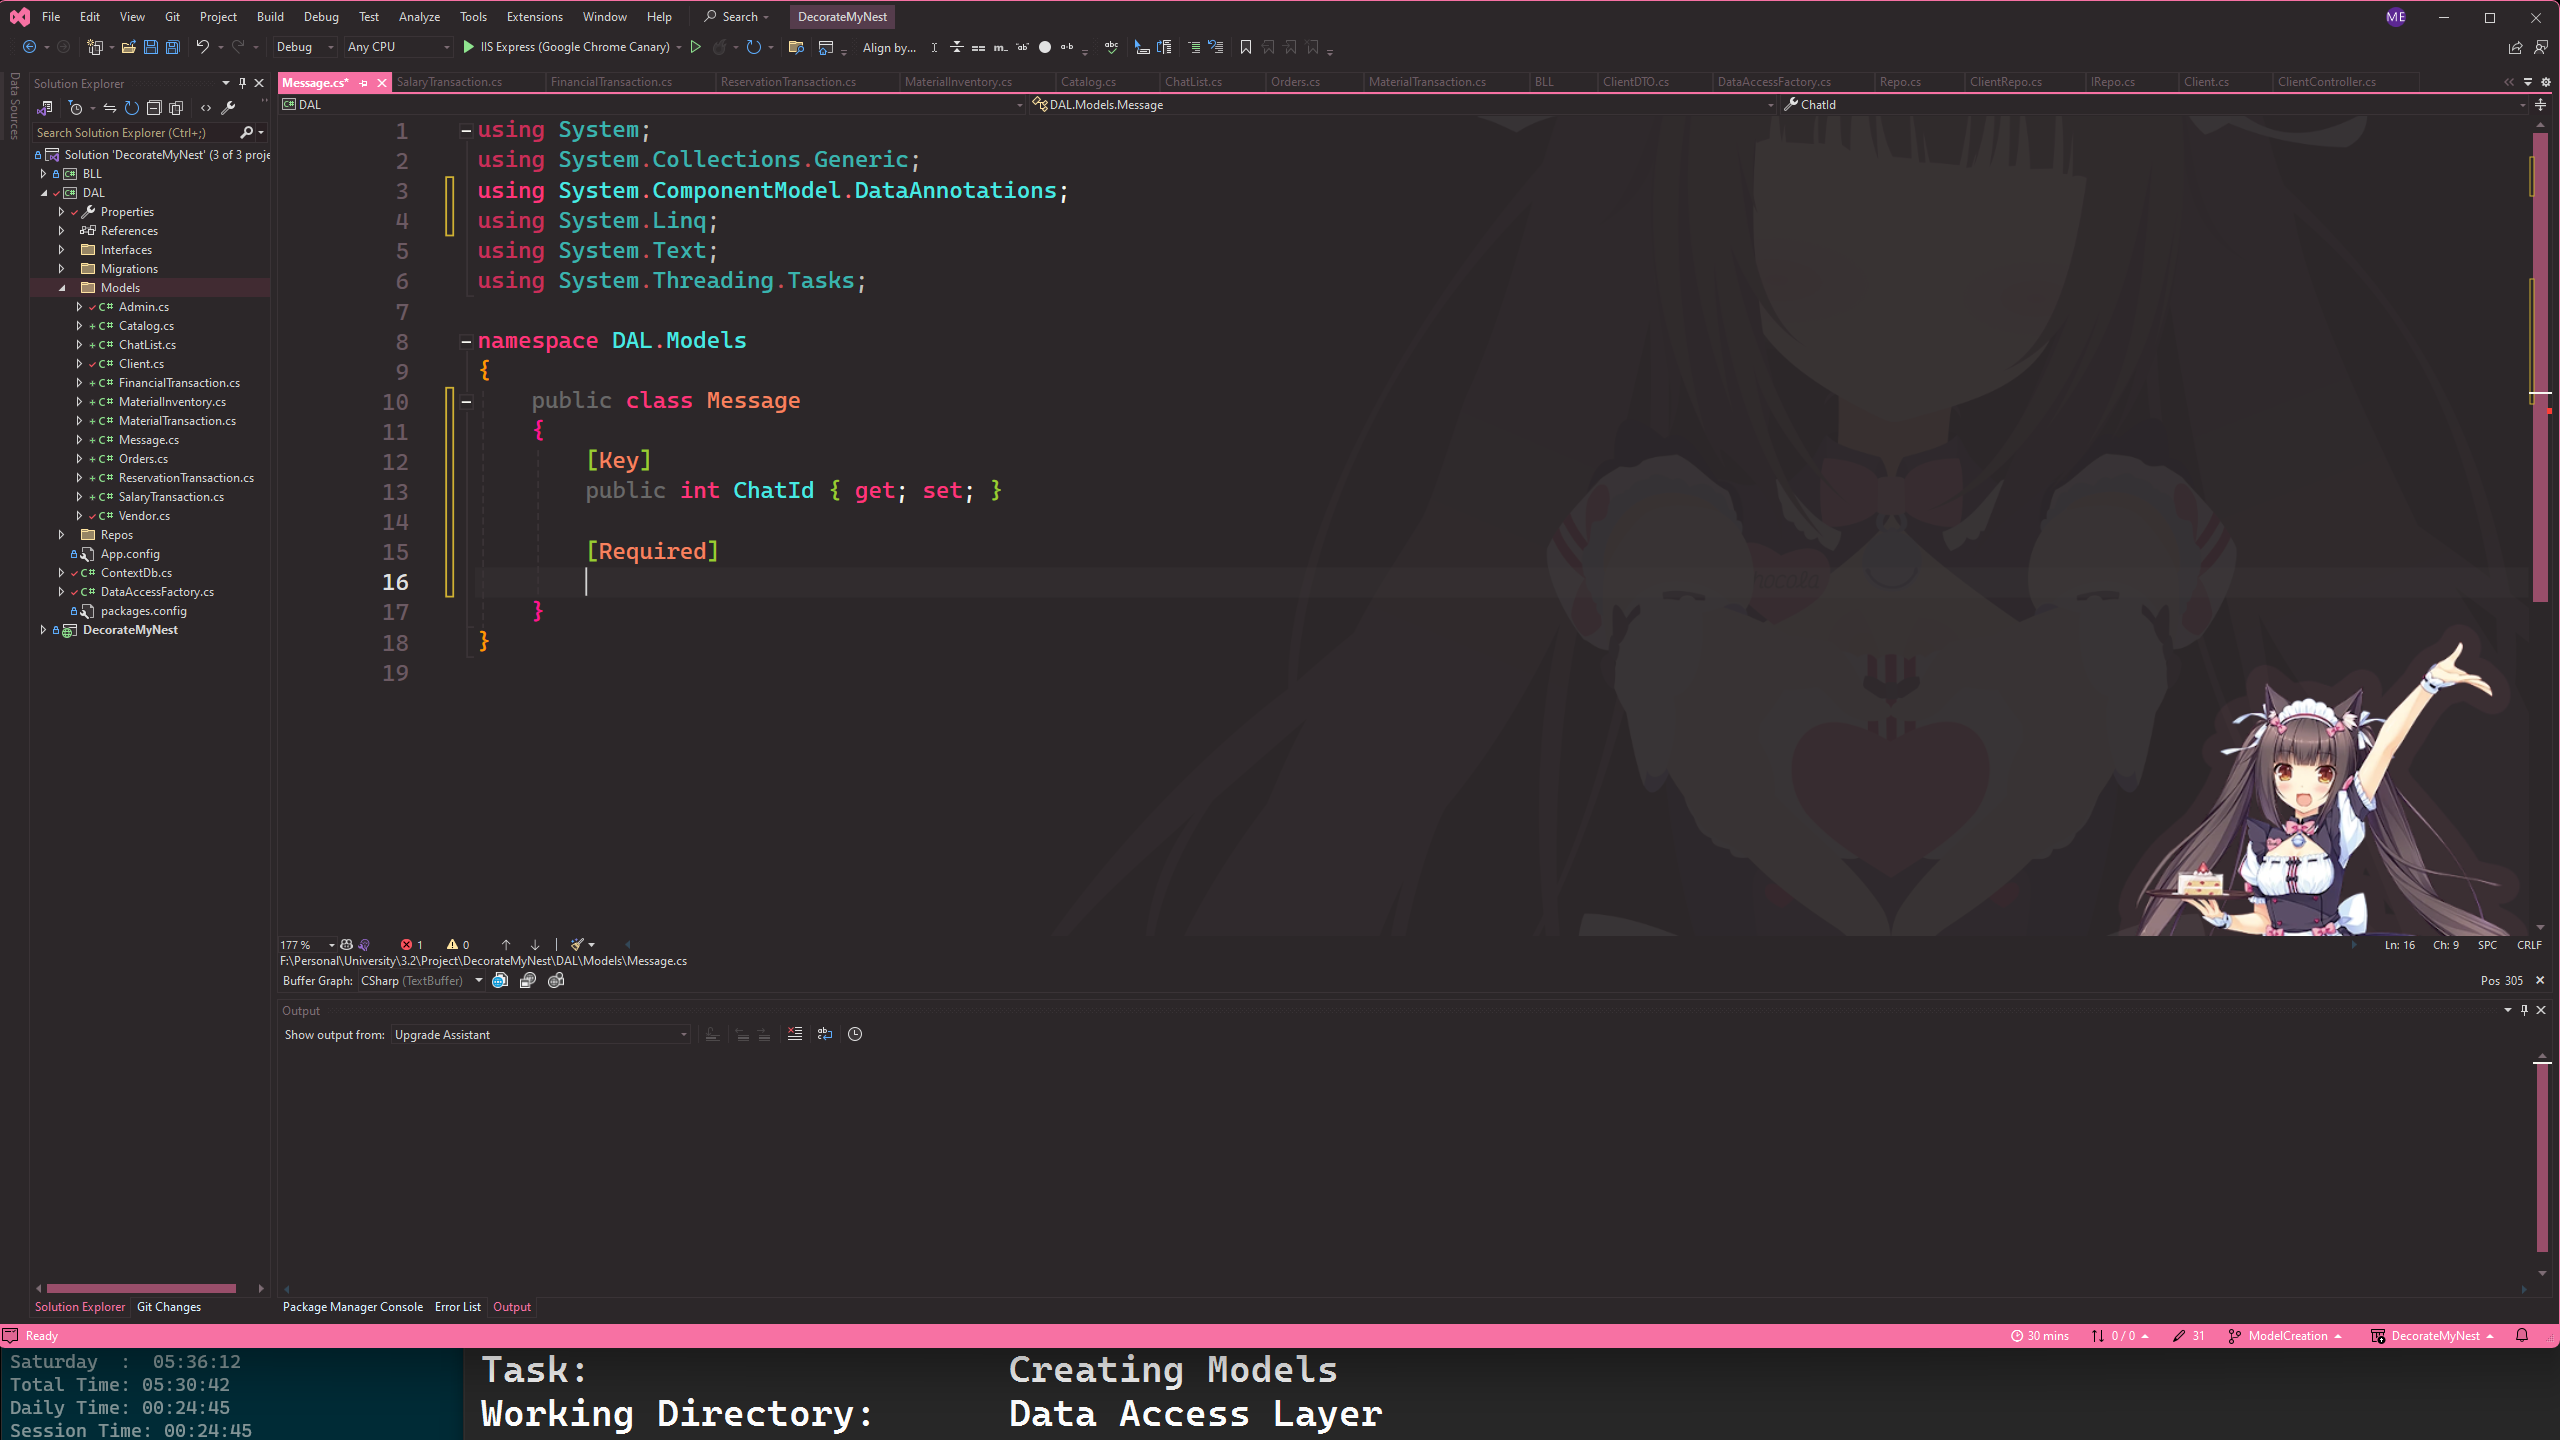 File Edit View Git Project Build Debug Test Analyze Tools Extensions Window Help Search DecorateMyNest ME
Debug Any CPU IIS Express (Google Chrome Canary) Align by...
Data Sources
Solution Explorer
Search Solution Explorer (Ctrl+;)
Solution 'DecorateMyNest' (3 of 3 proje
BLL
DAL
Properties
References
Interfaces
Migrations
Models
C# Admin.cs
C# Catalog.cs
C# ChatList.cs
C# Client.cs
C# FinancialTransaction.cs
C# MaterialInventory.cs
C# MaterialTransaction.cs
C# Message.cs
C# Orders.cs
C# ReservationTransaction.cs
C# SalaryTransaction.cs
C# Vendor.cs
Repos
App.config
C# ContextDb.cs
C# DataAccessFactory.cs
packages.config
DecorateMyNest
Solution Explorer Git Changes
Message.cs* SalaryTransaction.cs FinancialTransaction.cs ReservationTransaction.cs MaterialInventory.cs Catalog.cs ChatList.cs Orders.cs MaterialTransaction.cs BLL ClientDTO.cs DataAccessFactory.cs Repo.cs ClientRepo.cs IRepo.cs Client.cs ClientController.cs
DAL DAL.Models.Message ChatId
1 using System;
2 using System.Collections.Generic;
3 using System.ComponentModel.DataAnnotations;
4 using System.Linq;
5 using System.Text;
6 using System.Threading.Tasks;
7
8 namespace DAL.Models
9 {
10 public class Message
11 {
12 [Key]
13 public int ChatId { get; set; }
14
15 [Required]
16
17 }
18 }
19
177 % 1 0 Ln: 16 Ch: 9 SPC CRLF
F:\Personal\University\3.2\Project\DecorateMyNest\DAL\Models\Message.cs
Buffer Graph: CSharp (TextBuffer) Pos 305
Output
Show output from: Upgrade Assistant
Package Manager Console Error List Output
Ready 30 mins 0 / 0 31 ModelCreation DecorateMyNest
Saturday : 05:36:12
Total Time: 05:30:42
Daily Time: 00:24:45
Session Time: 00:24:45
Task: Creating Models
Working Directory: Data Access Layer